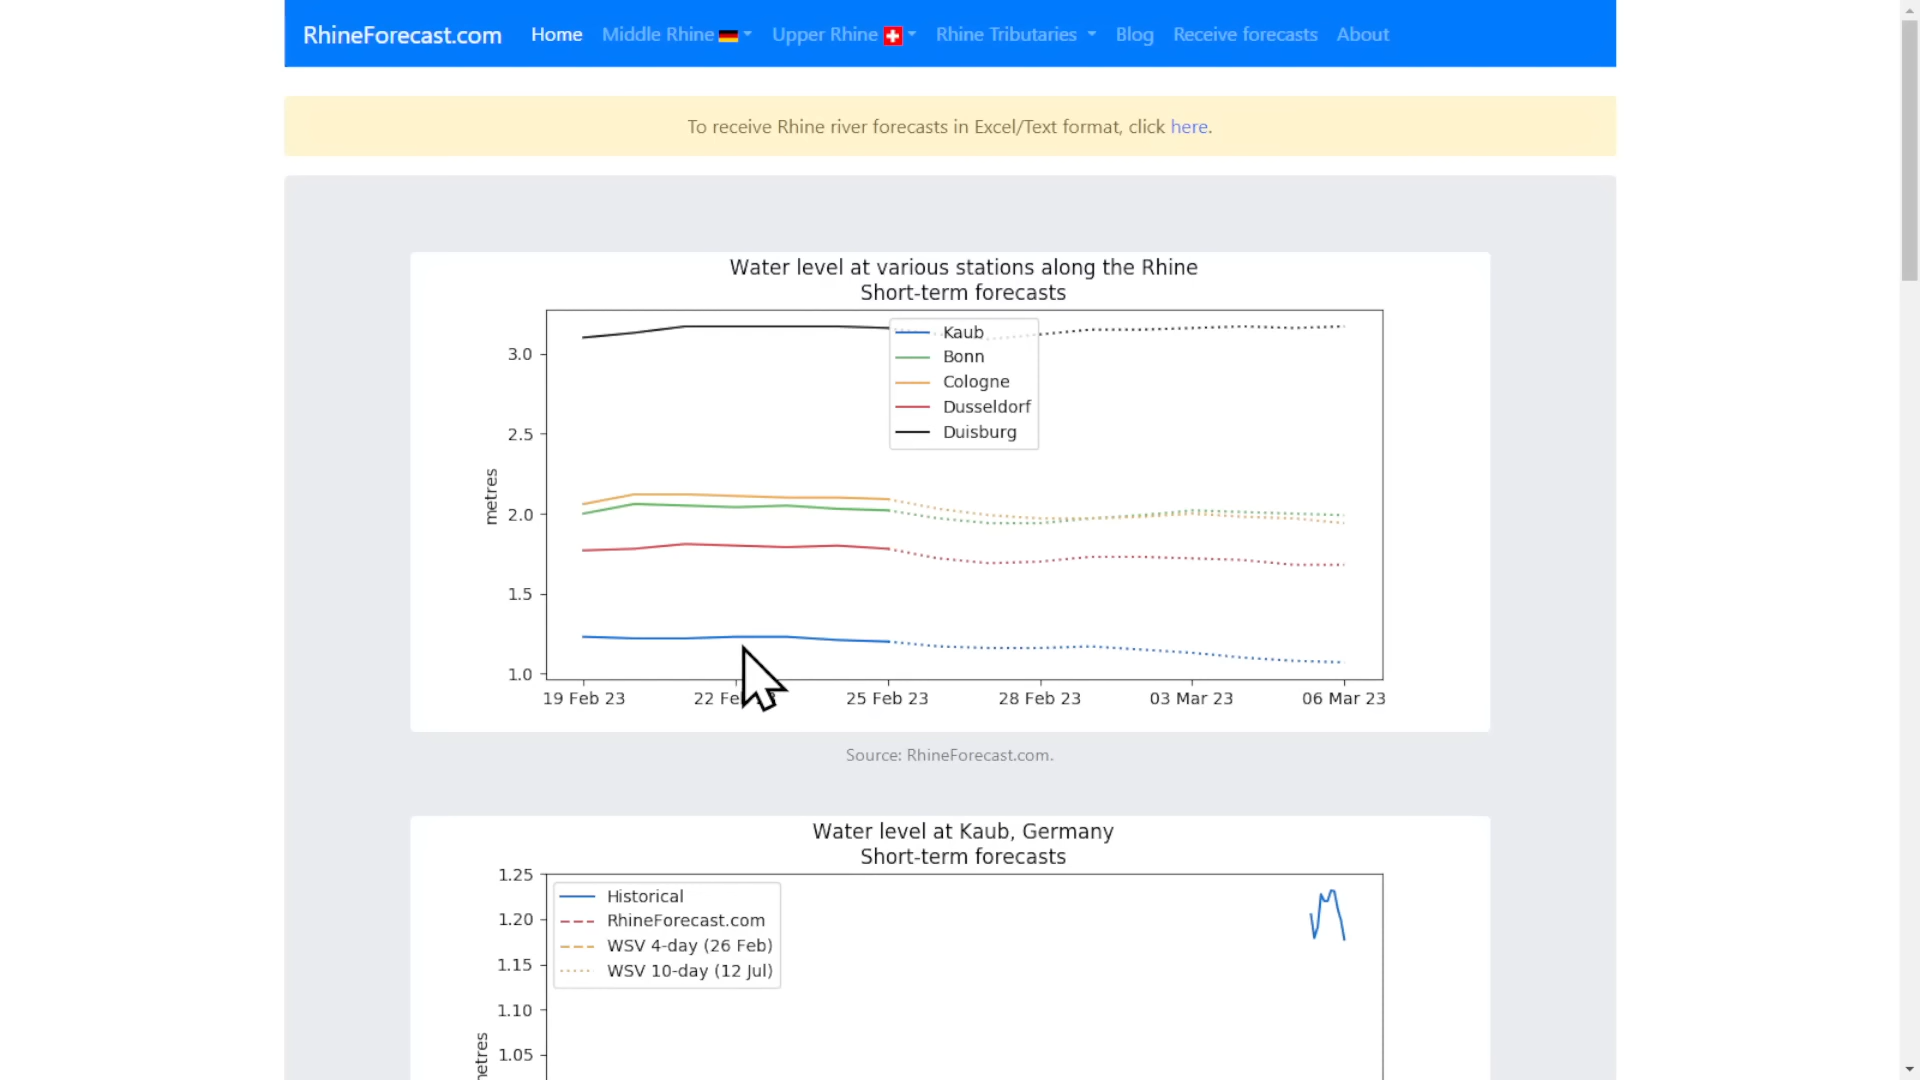 RhineForecast.com Home Middle Rhine Upper Rhine Rhine Tributaries Blog Receive forecasts About
To receive Rhine river forecasts in Excel/Text format, click here.
Water level at various stations along the Rhine
Short-term forecasts
Kaub
Bonn
Cologne
Dusseldorf
Duisburg
3.0
2.5
2.0
1.5
1.0
metres
19 Feb 23 25 Feb 23 28 Feb 23 03 Mar 23 06 Mar 23
Source: RhineForecast.com.
Water level at Kaub, Germany
Short-term forecasts
Historical
RhineForecast.com
WSV 4-day (26 Feb)
WSV 10-day (12 Jul)
1.25
1.20
1.15
1.10
1.05
metres